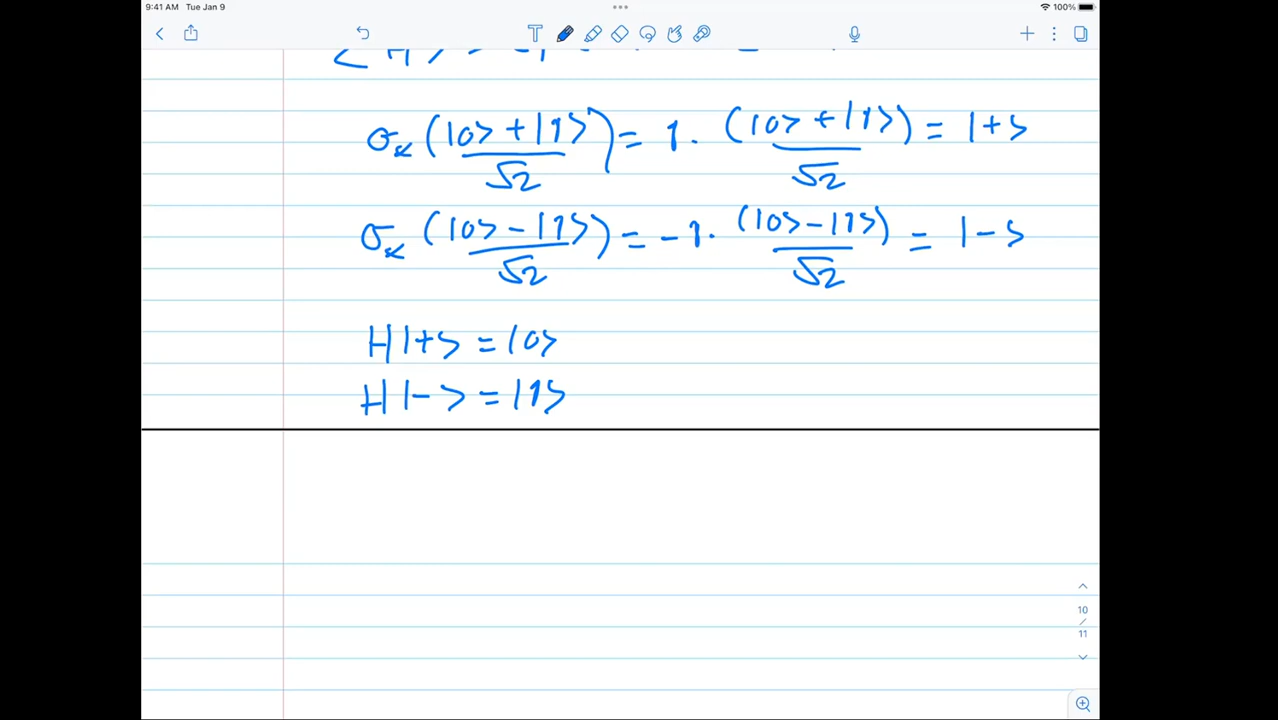 9:41 AM Tue Jan 9
100%
T
⟨H⟩ =
σx (|0> + |1>)/√2 = 1 · (|0> + |1>)/√2 = |+>
σx (|0> - |1>)/√2 = -1 · (|0> - |1>)/√2 = |->
H|+> = |0>
H|-> = |1>
10
/
11